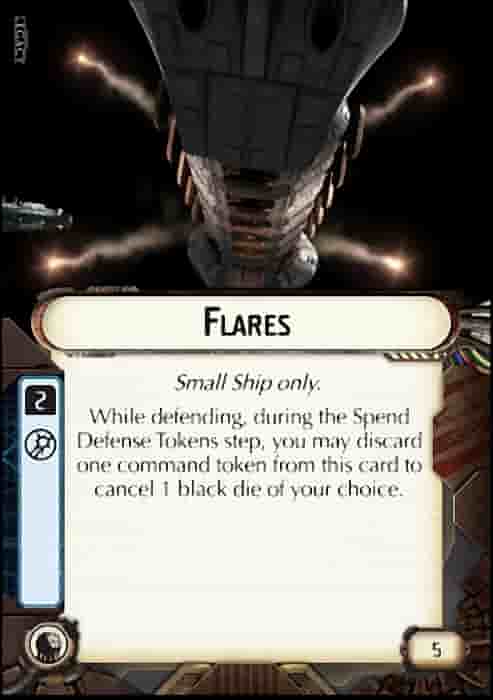 LEGACY
FLARES
Small Ship only.
2
While defending, during the Spend
Defense Tokens step, you may discard
one command token from this card to
cancel 1 black die of your choice.
5